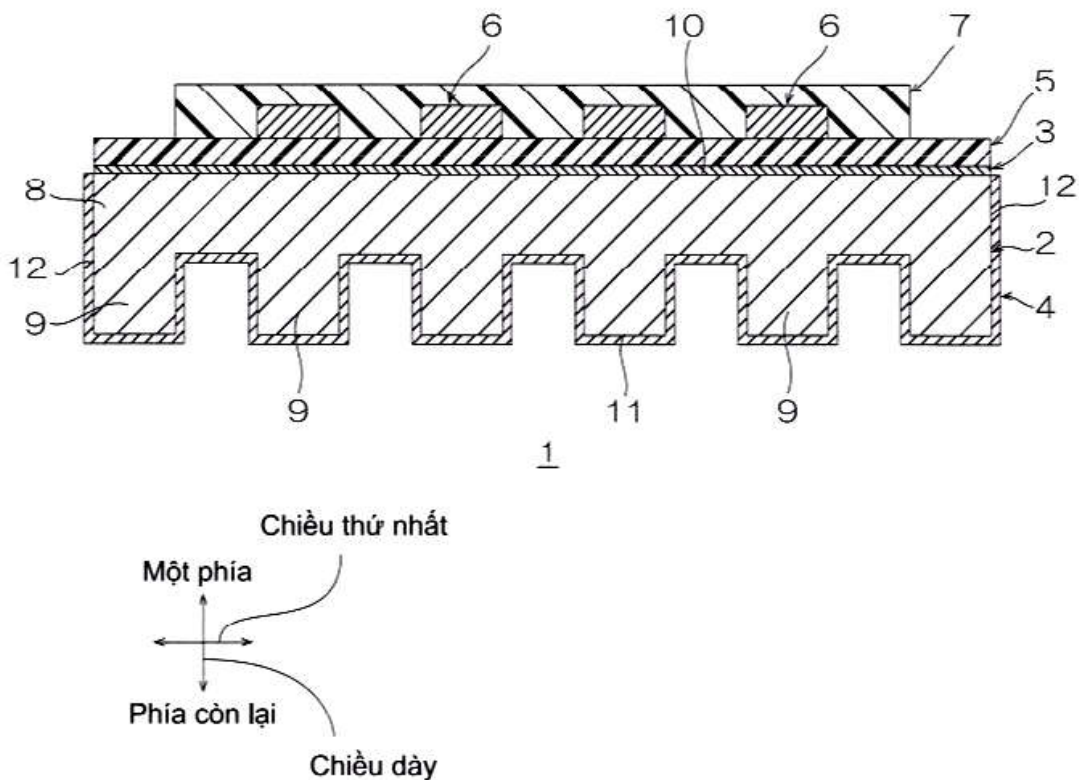 6 10 6 7
5
3
8
12
12
2
9
4
9 11 9
1
Chiều thứ nhất
Một phía
Phía còn lại
Chiều dày